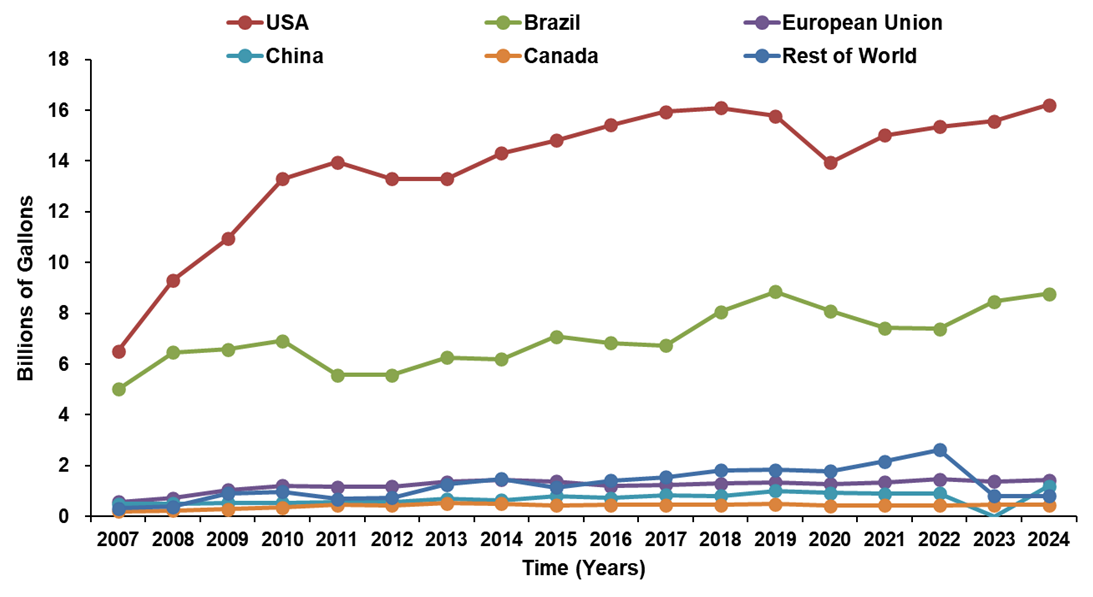 USA Brazil European Union
China Canada Rest of World
18
16
14
12
10
8
6
4
2
0
Billions of Gallons
2007 2008 2009 2010 2011 2012 2013 2014 2015 2016 2017 2018 2019 2020 2021 2022 2023 2024
Time (Years)